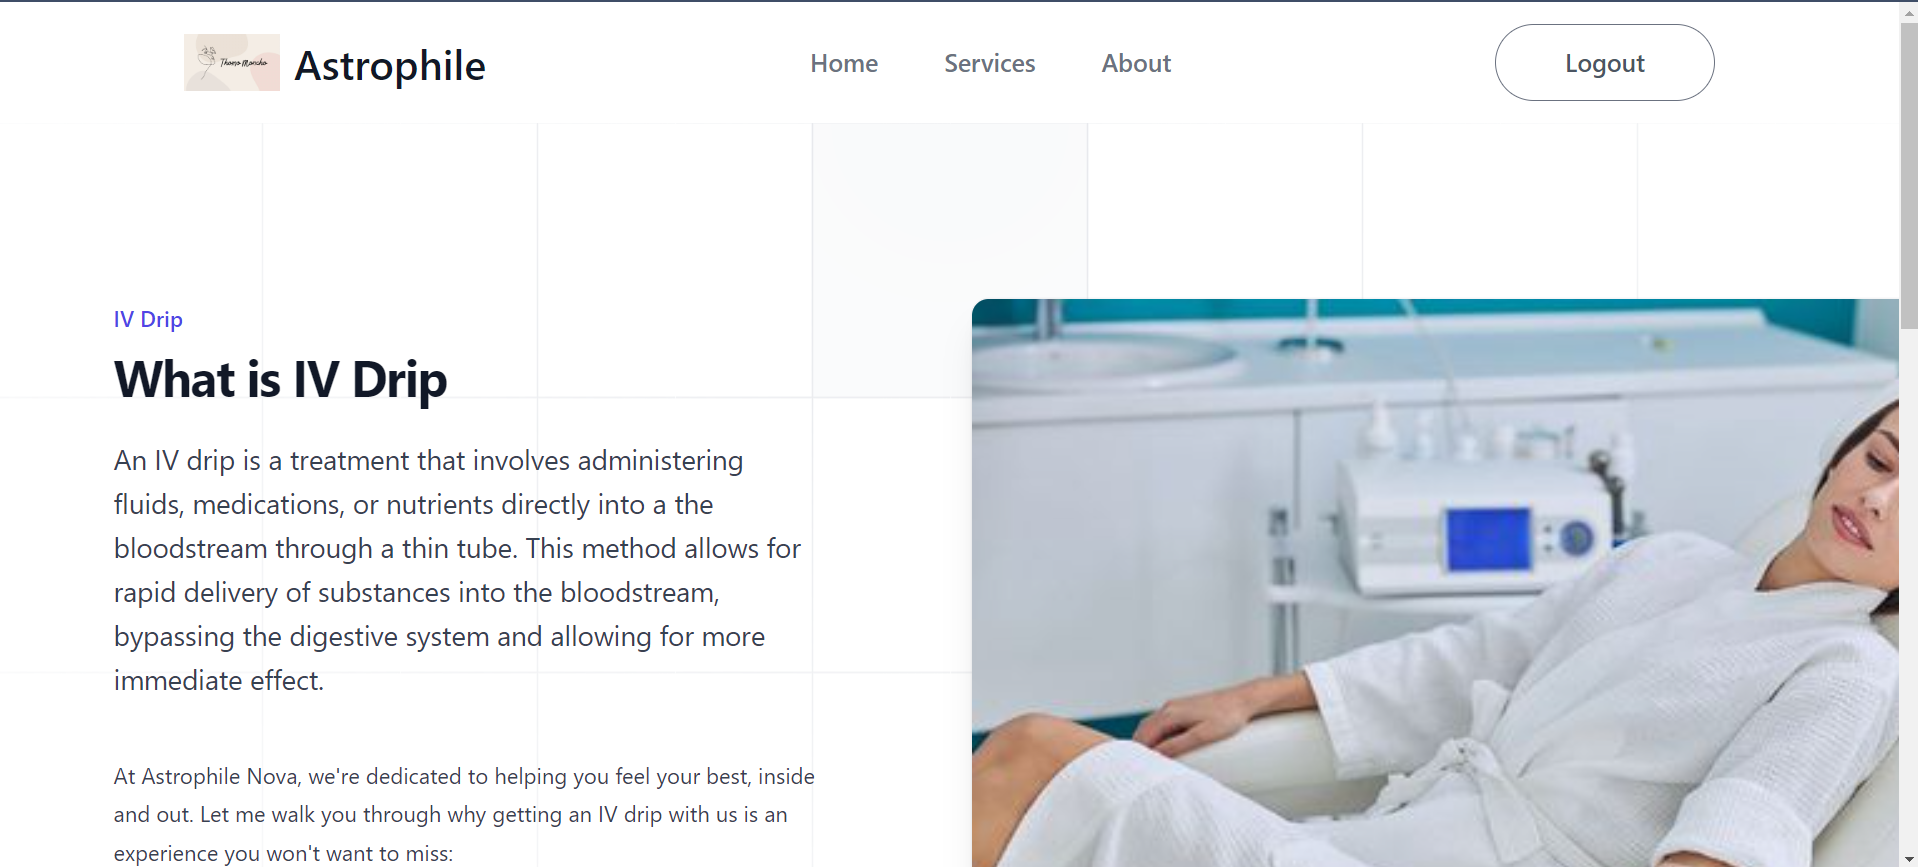 Thomo Moncho
Astrophile
Home
Services
About
Logout
IV Drip
What is IV Drip
An IV drip is a treatment that involves administering
fluids, medications, or nutrients directly into a the
bloodstream through a thin tube. This method allows for
rapid delivery of substances into the bloodstream,
bypassing the digestive system and allowing for more
immediate effect.
At Astrophile Nova, we're dedicated to helping you feel your best, inside
and out. Let me walk you through why getting an IV drip with us is an
experience you won't want to miss: